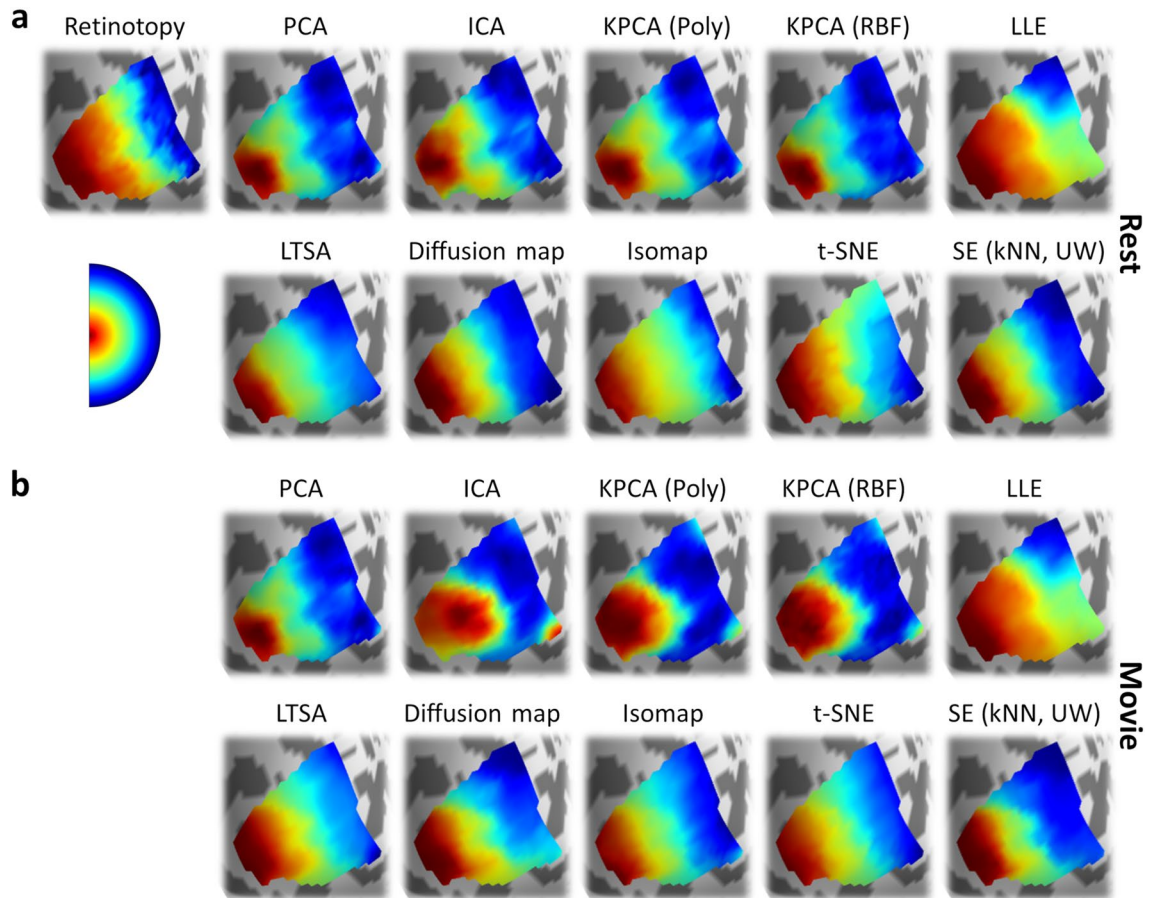 a
Retinotopy PCA ICA KPCA (Poly) KPCA (RBF) LLE
Rest
LTSA Diffusion map Isomap t-SNE SE (kNN, UW)
b
PCA ICA KPCA (Poly) KPCA (RBF) LLE
Movie
LTSA Diffusion map Isomap t-SNE SE (kNN, UW)